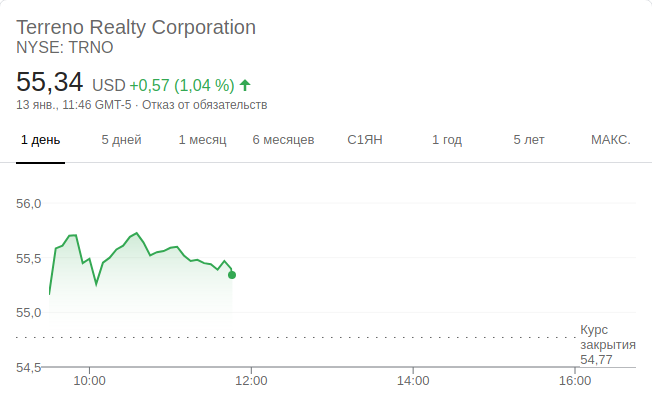 Terreno Realty Corporation
NYSE: TRNO
55,34 USD +0,57 (1,04 %)
13 янв., 11:46 GMT-5 · Отказ от обязательств
1 день 5 дней 1 месяц 6 месяцев С1ЯН 1 год 5 лет МАКС.
56,0
55,5
55,0
Курс
закрытия
54,77
54,5
10:00 12:00 14:00 16:00